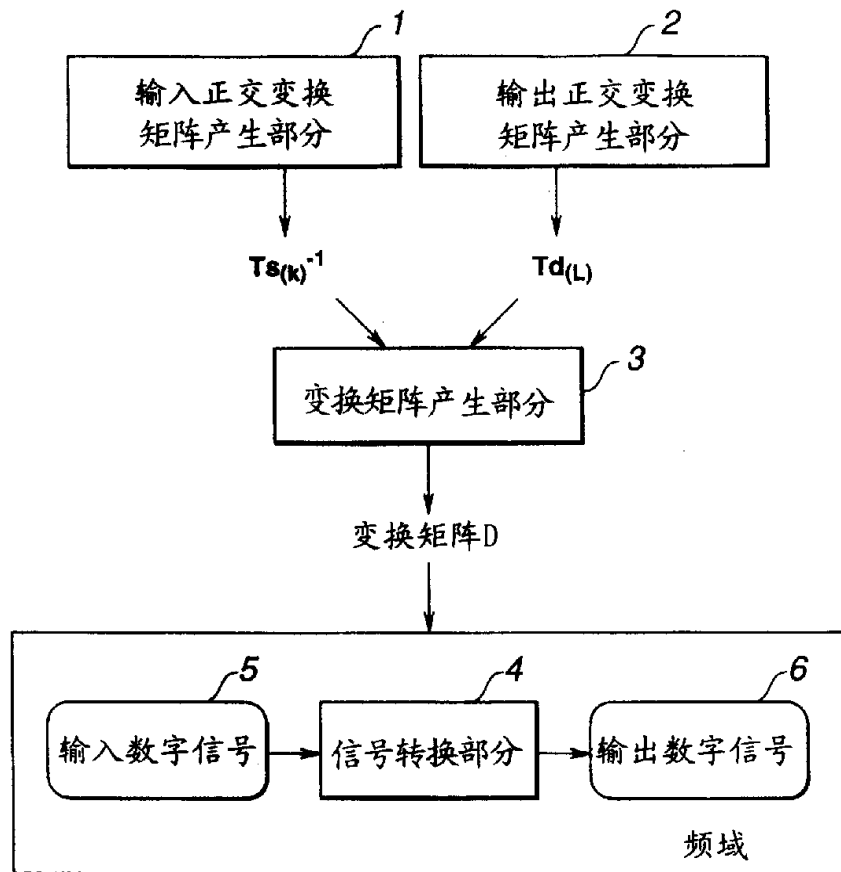 1
2
输入正交变换
矩阵产生部分
输出正交变换
矩阵产生部分
Ts(k)-1
Td(L)
3
变换矩阵产生部分
变换矩阵D
5
4
6
输入数字信号
信号转换部分
输出数字信号
频域